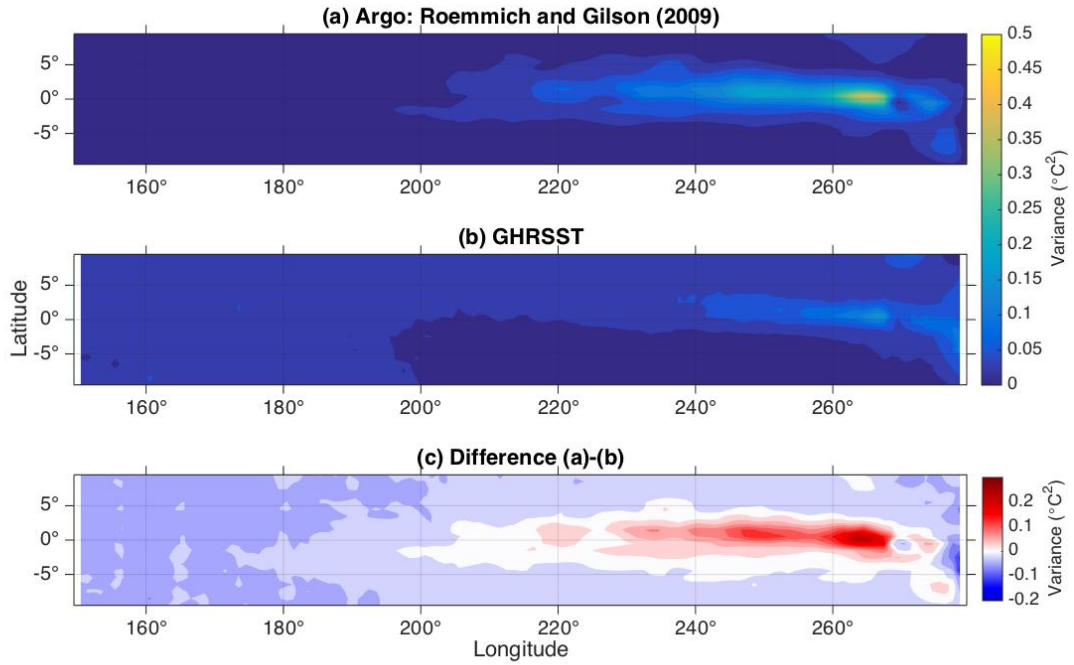 (a) Argo: Roemmich and Gilson (2009)
5°
0°
-5°
160° 180° 200° 220° 240° 260°
0.5
0.45
0.4
0.35
0.3
0.25
0.2
0.15
0.1
0.05
0
Variance (°C²)
(b) GHRSST
Latitude
5°
0°
-5°
160° 180° 200° 220° 240° 260°
(c) Difference (a)-(b)
5°
0°
-5°
160° 180° 200° 220° 240° 260°
Longitude
0.2
0.1
0
-0.1
-0.2
Variance (°C²)